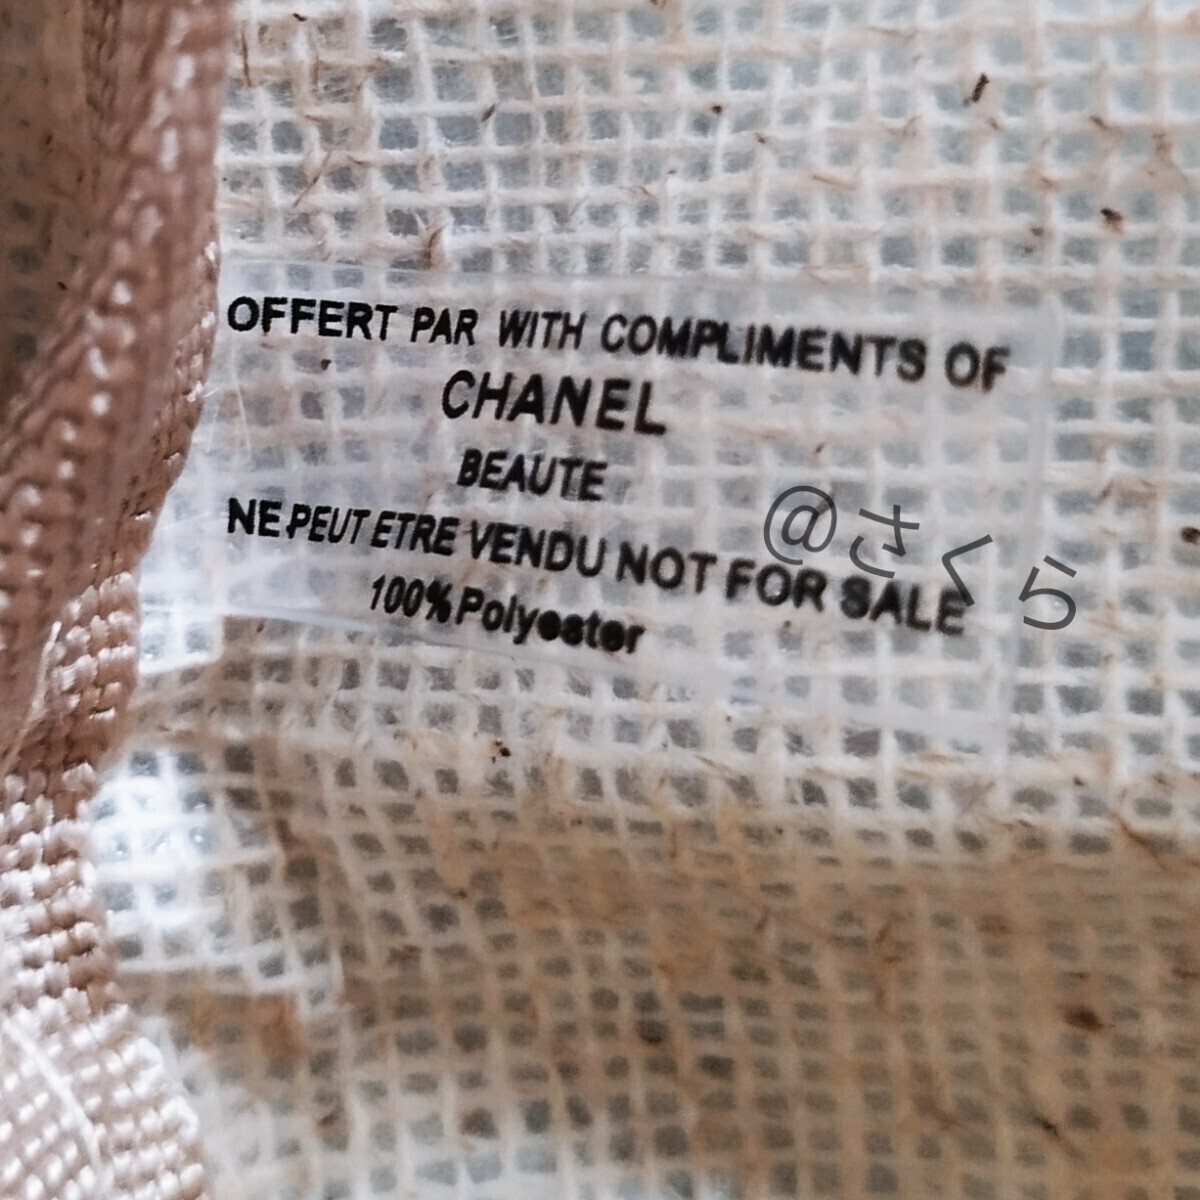 OFFERT PAR WITH COMPLIMENTS OF
CHANEL
BEAUTE
NE PEUT ETRE VENDU NOT FOR SALE
100% Polyester
@さくら